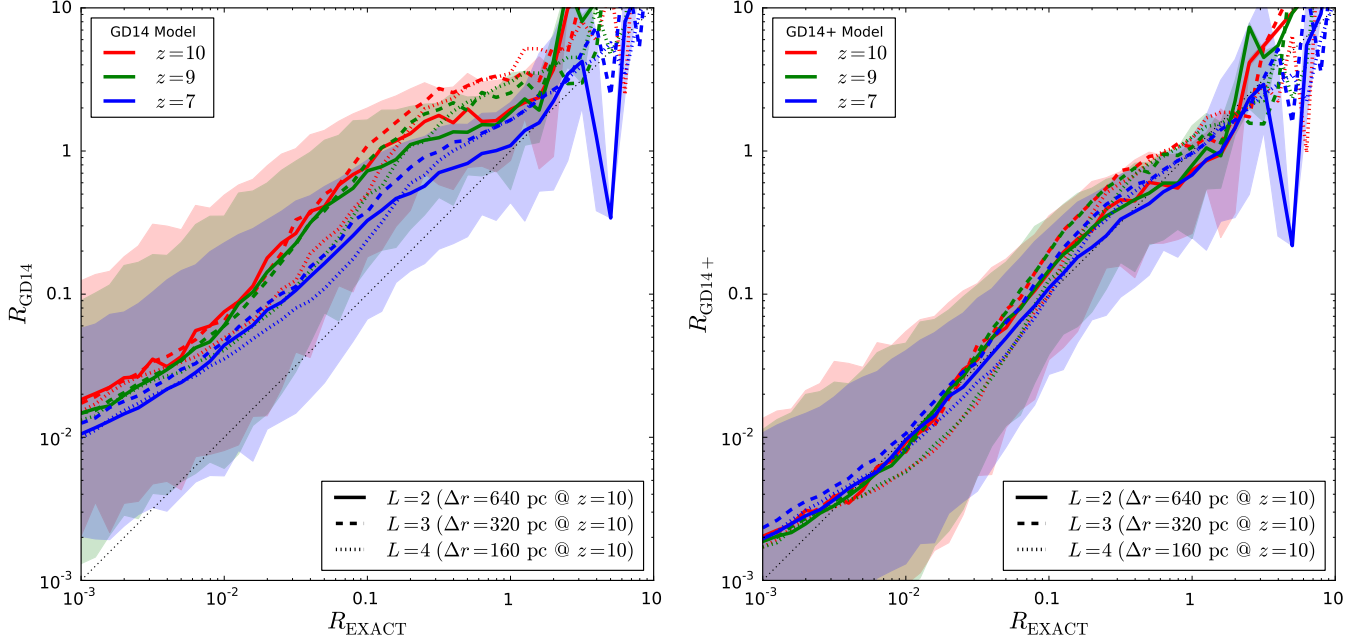 GD14 Model
z=10
z=9
z=7
10
1
0.1
10⁻²
10⁻³
R_GD14
L=2 (Δr=640 pc @ z=10)
L=3 (Δr=320 pc @ z=10)
L=4 (Δr=160 pc @ z=10)
10⁻³ 10⁻² 0.1 1 10
R_EXACT
GD14+ Model
z=10
z=9
z=7
10
1
0.1
10⁻²
10⁻³
R_GD14+
L=2 (Δr=640 pc @ z=10)
L=3 (Δr=320 pc @ z=10)
L=4 (Δr=160 pc @ z=10)
10⁻³ 10⁻² 0.1 1 10
R_EXACT